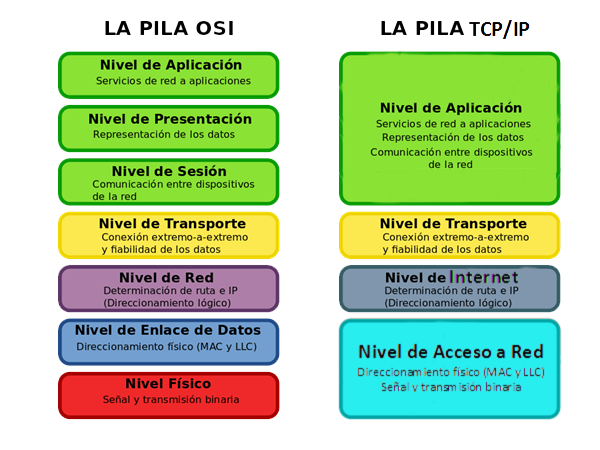 LA PILA OSI
Nivel de Aplicación
Servicios de red a aplicaciones
Nivel de Presentación
Representación de los datos
Nivel de Sesión
Comunicación entre dispositivos
de la red
Nivel de Transporte
Conexión extremo-a-extremo
y fiabilidad de los datos
Nivel de Red
Determinación de ruta e IP
(Direccionamiento lógico)
Nivel de Enlace de Datos
Direccionamiento físico (MAC y LLC)
Nivel Físico
Señal y transmisión binaria
LA PILA TCP/IP
Nivel de Aplicación
Servicios de red a aplicaciones
Representación de los datos
Comunicación entre dispositivos
de la red
Nivel de Transporte
Conexión extremo-a-extremo
y fiabilidad de los datos
Nivel de Internet
Determinación de ruta e IP
(Direccionamiento lógico)
Nivel de Acceso a Red
Direccionamiento físico (MAC y LLC)
Señal y transmisión binaria